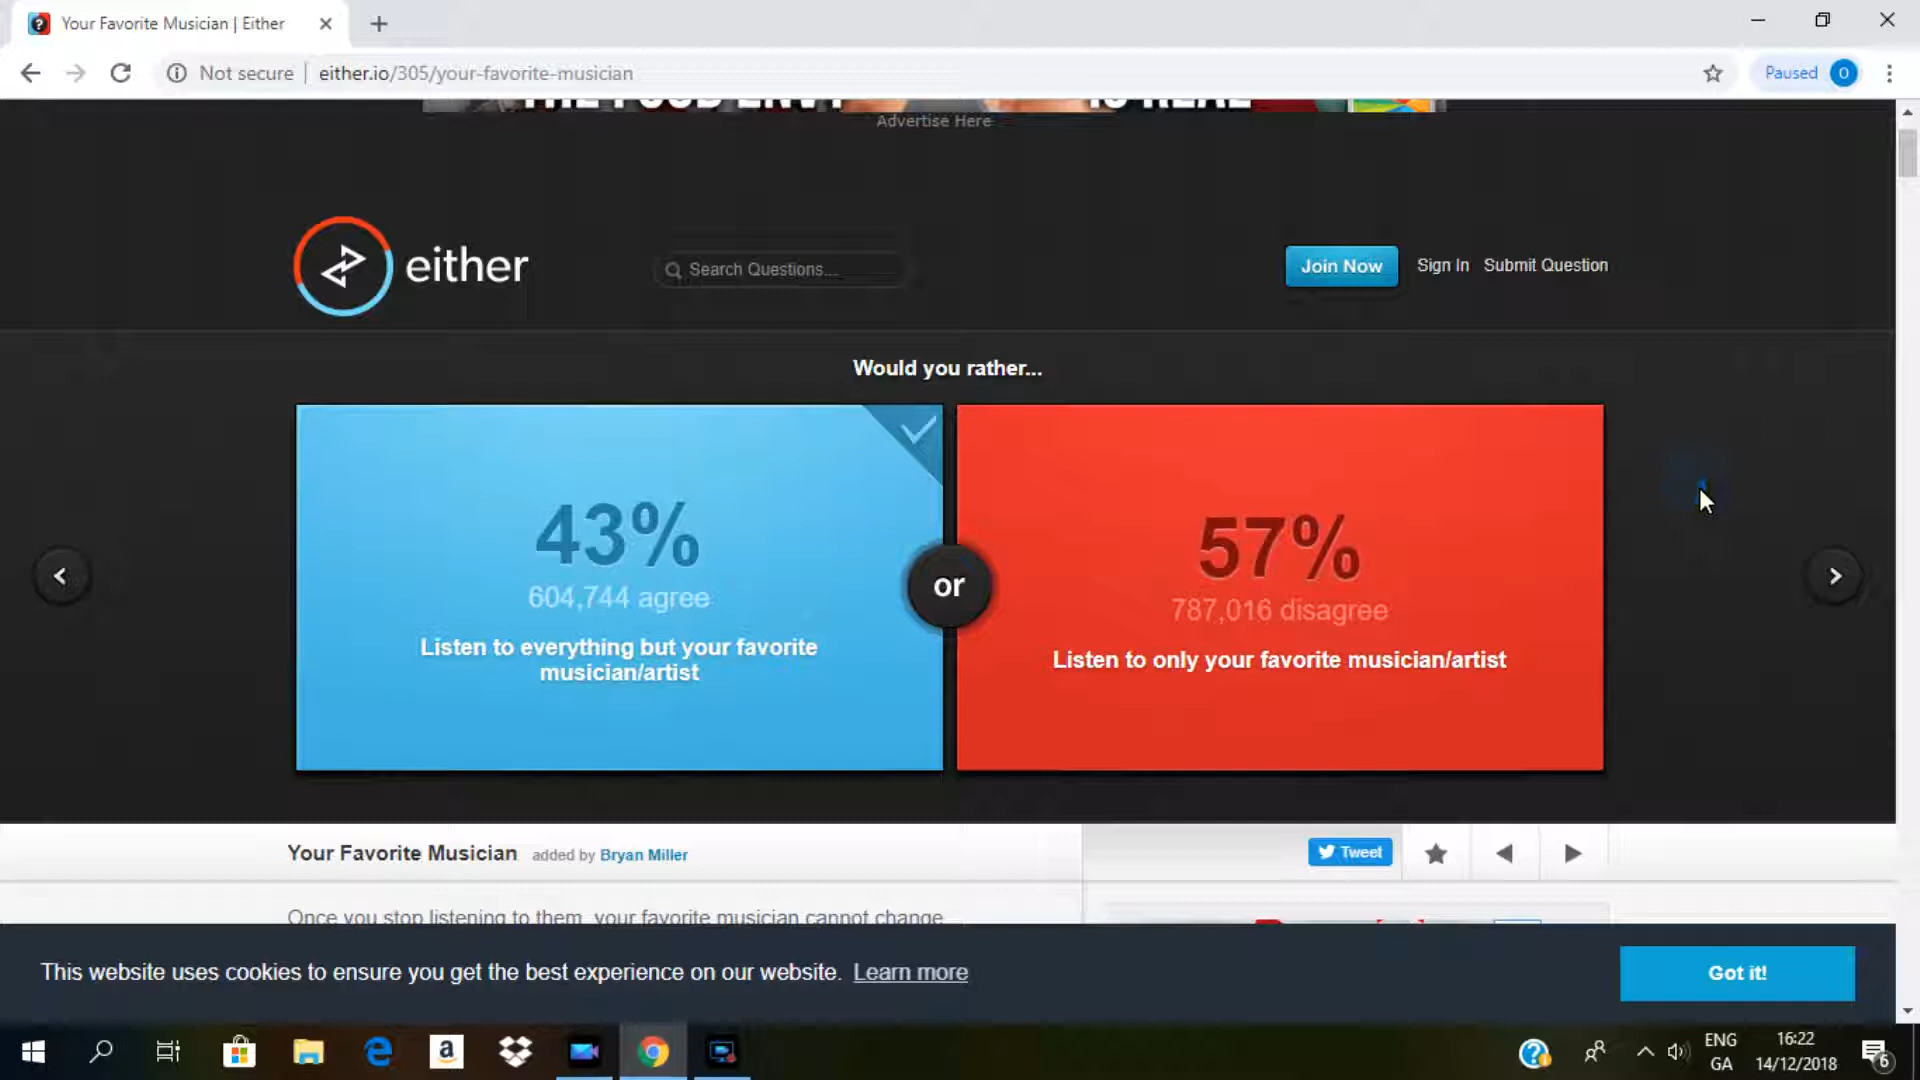 Your Favorite Musician | Either
Not secure
either.io/305/your-favorite-musician
Paused
O
Advertise Here
either
Search Questions...
Join Now
Sign In
Submit Question
Would you rather...
43%
604,744 agree
Listen to everything but your favorite
musician/artist
or
57%
787,016 disagree
Listen to only your favorite musician/artist
Your Favorite Musician
added by Bryan Miller
Tweet
Once you stop listening to them, your favorite musician cannot change
This website uses cookies to ensure you get the best experience on our website. Learn more
Got it!
ENG
GA
16:22
14/12/2018
6